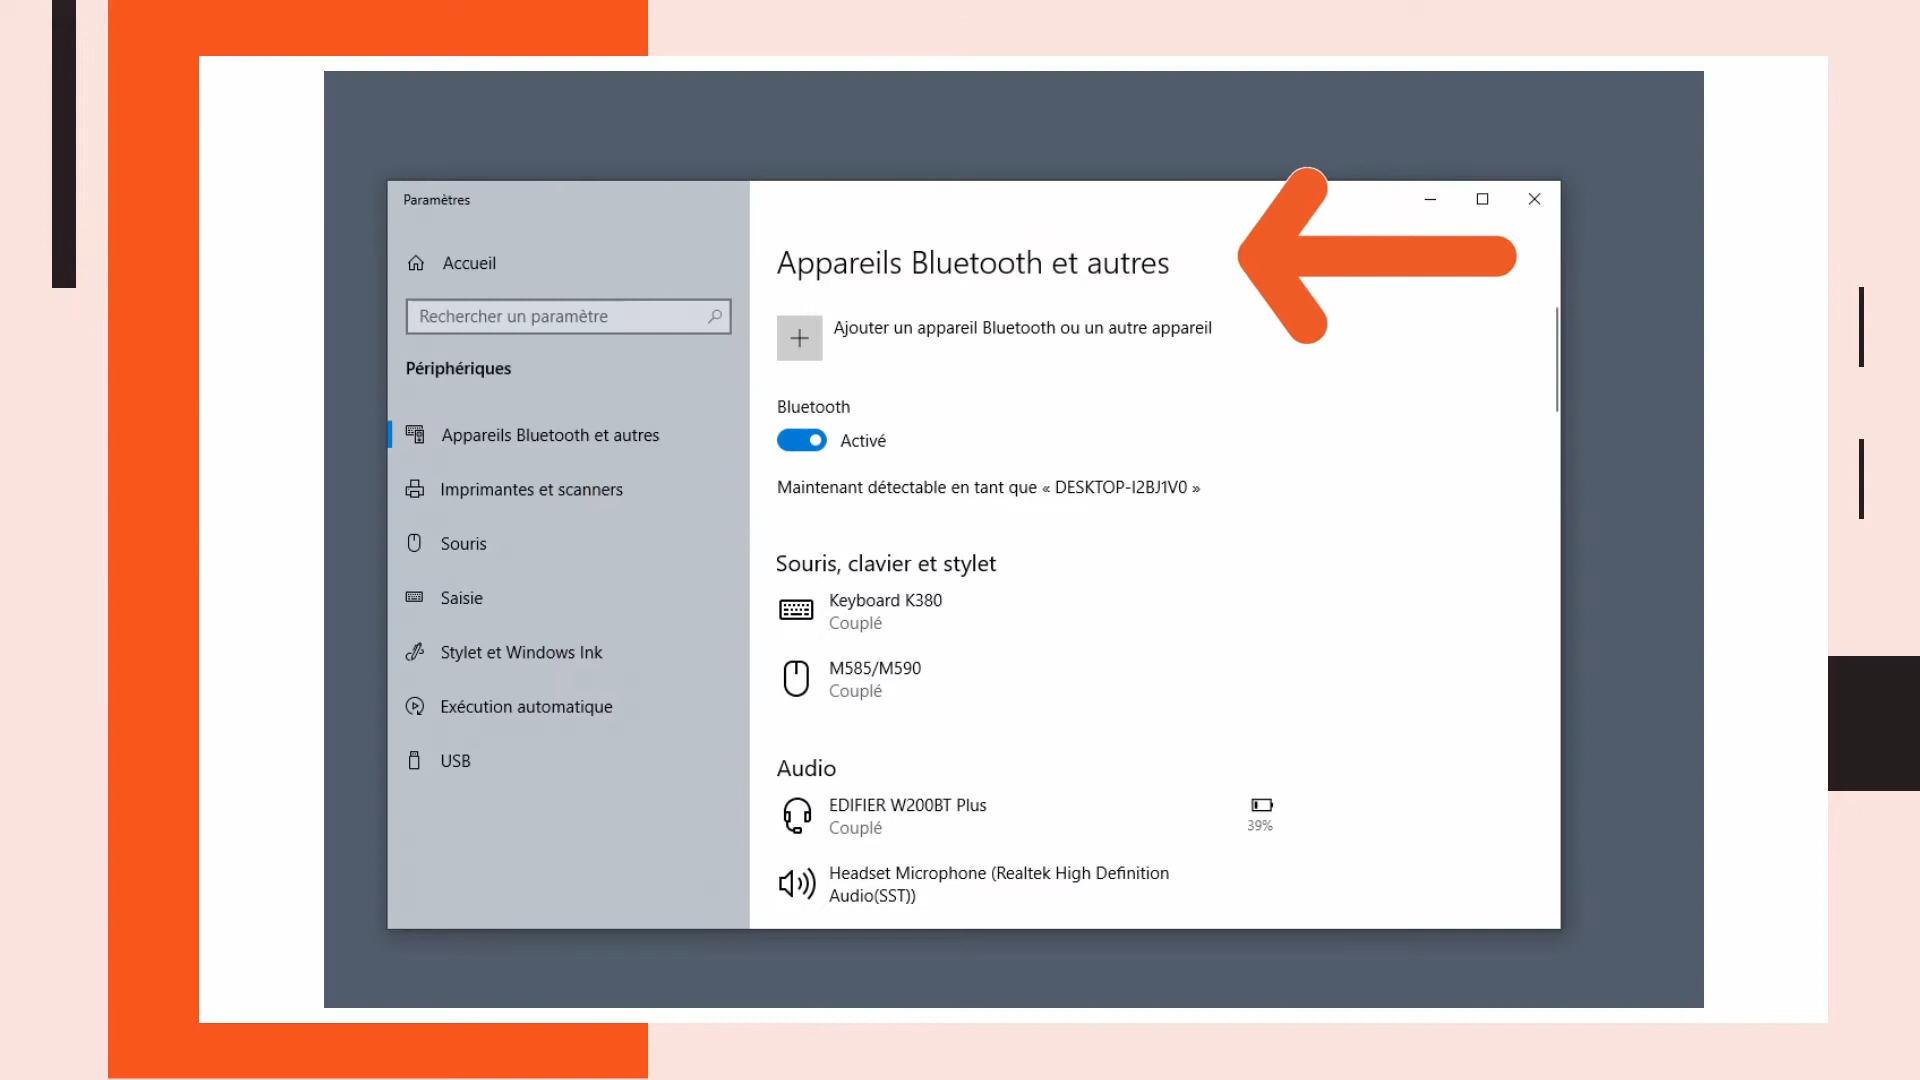 Paramètres
Accueil
Rechercher un paramètre
Périphériques
Appareils Bluetooth et autres
Imprimantes et scanners
Souris
Saisie
Stylet et Windows Ink
Exécution automatique
USB
Appareils Bluetooth et autres
Ajouter un appareil Bluetooth ou un autre appareil
Bluetooth
Activé
Maintenant détectable en tant que « DESKTOP-I2BJ1V0 »
Souris, clavier et stylet
Keyboard K380
Couplé
M585/M590
Couplé
Audio
EDIFIER W200BT Plus
Couplé
39%
Headset Microphone (Realtek High Definition
Audio(SST))